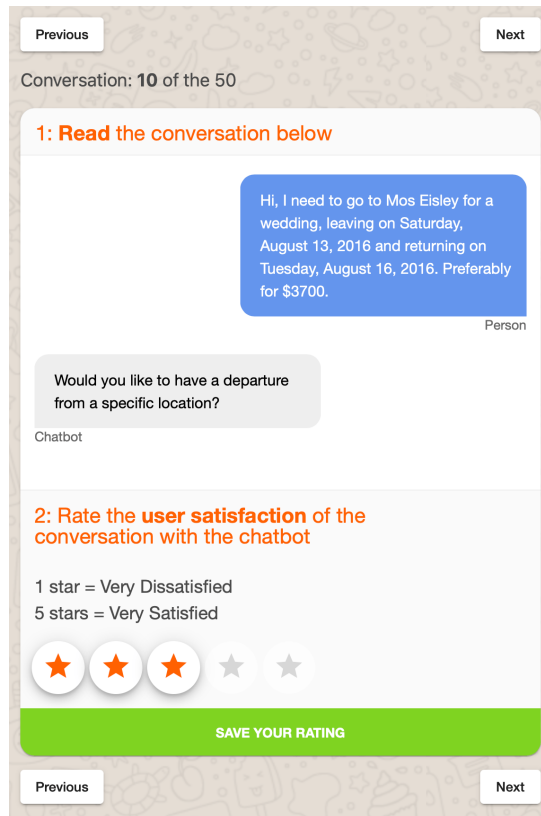 Previous
Next
Conversation: 10 of the 50
1: Read the conversation below
Hi, I need to go to Mos Eisley for a
wedding, leaving on Saturday,
August 13, 2016 and returning on
Tuesday, August 16, 2016. Preferably
for $3700.
Person
Would you like to have a departure
from a specific location?
Chatbot
2: Rate the user satisfaction of the
conversation with the chatbot
1 star = Very Dissatisfied
5 stars = Very Satisfied
SAVE YOUR RATING
Previous
Next